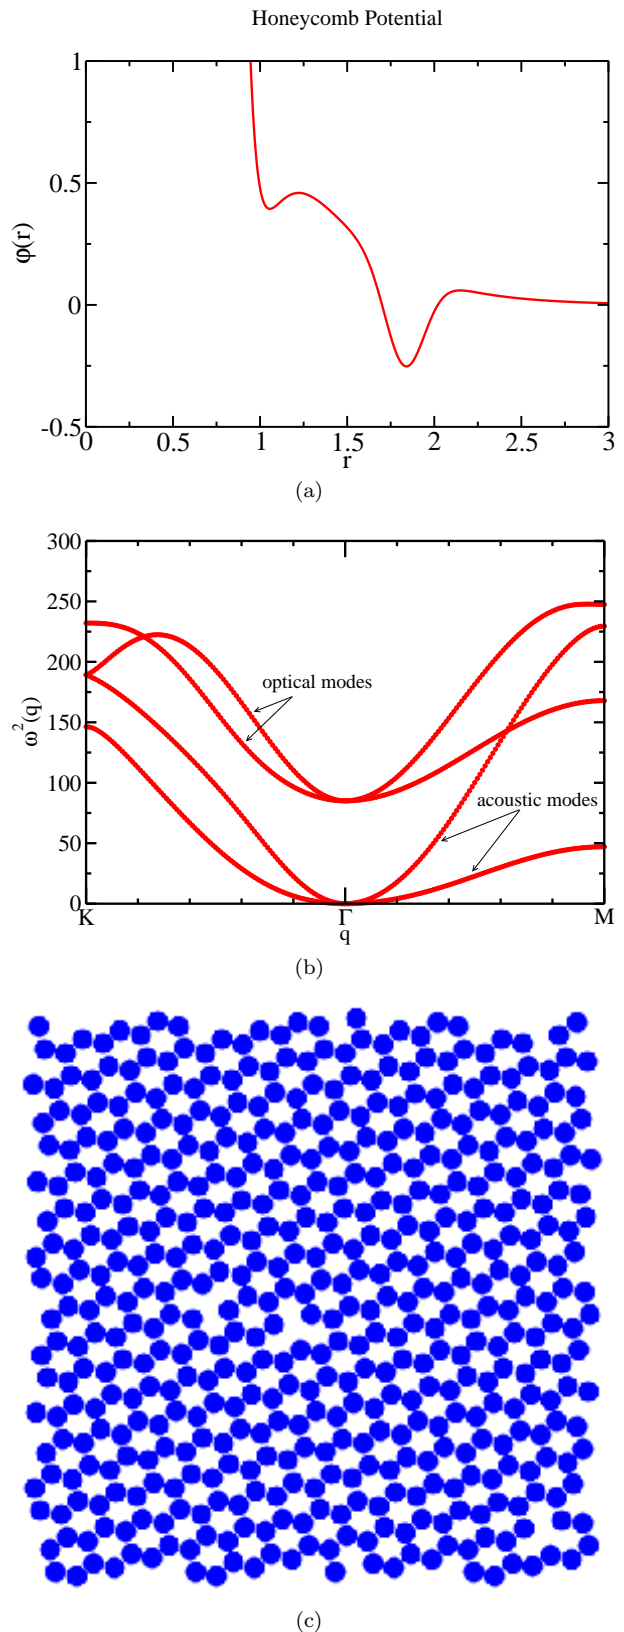 Honeycomb Potential
1
0.5
0
-0.5
φ(r)
0 0.5 1 1.5 2 2.5 3
r
(a)
300
250
200
150
100
50
0
ω²(q)
optical modes
acoustic modes
K Γ M
q
(b)
(c)